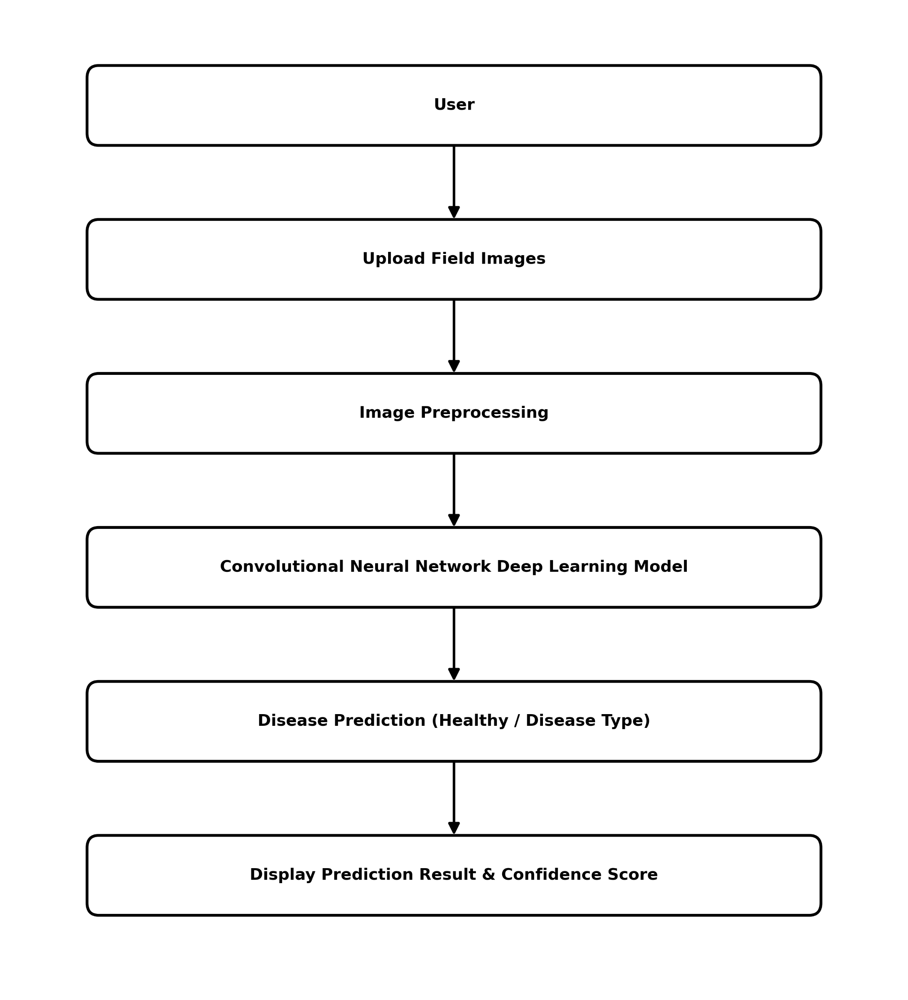 User
Upload Field Images
Image Preprocessing
Convolutional Neural Network Deep Learning Model
Disease Prediction (Healthy / Disease Type)
Display Prediction Result & Confidence Score